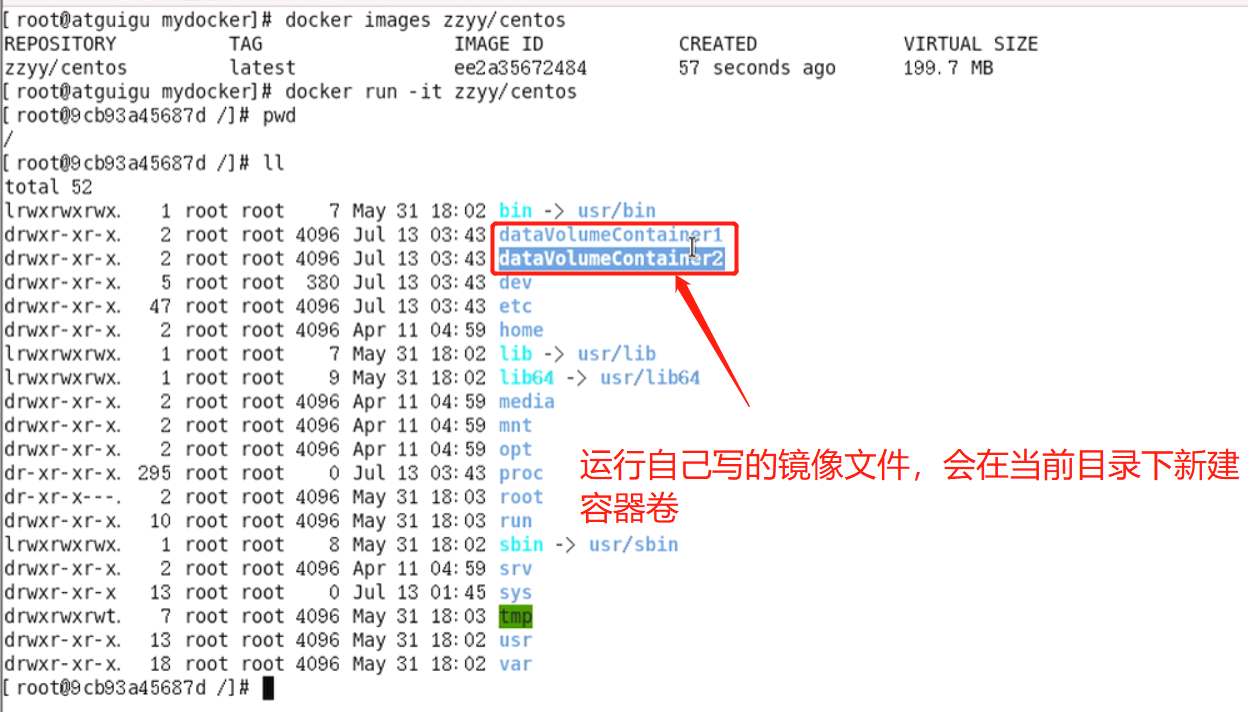 [root@atguigu mydocker]# docker images zzyy/centos
REPOSITORY TAG IMAGE ID CREATED VIRTUAL SIZE
zzyy/centos latest ee2a35672484 57 seconds ago 199.7 MB
[root@atguigu mydocker]# docker run -it zzyy/centos
[root@9cb93a45687d /]# pwd
/
[root@9cb93a45687d /]# ll
total 52
lrwxrwxrwx. 1 root root 7 May 31 18:02 bin -> usr/bin
drwxr-xr-x. 2 root root 4096 Jul 13 03:43 dataVolumeContainer1
drwxr-xr-x. 2 root root 4096 Jul 13 03:43 dataVolumeContainer2
drwxr-xr-x. 5 root root 380 Jul 13 03:43 dev
drwxr-xr-x. 47 root root 4096 Jul 13 03:43 etc
drwxr-xr-x. 2 root root 4096 Apr 11 04:59 home
lrwxrwxrwx. 1 root root 7 May 31 18:02 lib -> usr/lib
lrwxrwxrwx. 1 root root 9 May 31 18:02 lib64 -> usr/lib64
drwxr-xr-x. 2 root root 4096 Apr 11 04:59 media
drwxr-xr-x. 2 root root 4096 Apr 11 04:59 mnt
drwxr-xr-x. 2 root root 4096 Apr 11 04:59 opt
dr-xr-xr-x. 295 root root 0 Jul 13 03:43 proc
dr-xr-x---. 2 root root 4096 May 31 18:03 root
drwxr-xr-x. 10 root root 4096 May 31 18:03 run
lrwxrwxrwx. 1 root root 8 May 31 18:02 sbin -> usr/sbin
drwxr-xr-x. 2 root root 4096 Apr 11 04:59 srv
drwxr-xr-x 13 root root 0 Jul 13 01:45 sys
drwxrwxrwt. 7 root root 4096 May 31 18:03 tmp
drwxr-xr-x. 13 root root 4096 May 31 18:02 usr
drwxr-xr-x. 18 root root 4096 May 31 18:02 var
[root@9cb93a45687d /]#
运行自己写的镜像文件，会在当前目录下新建
容器卷